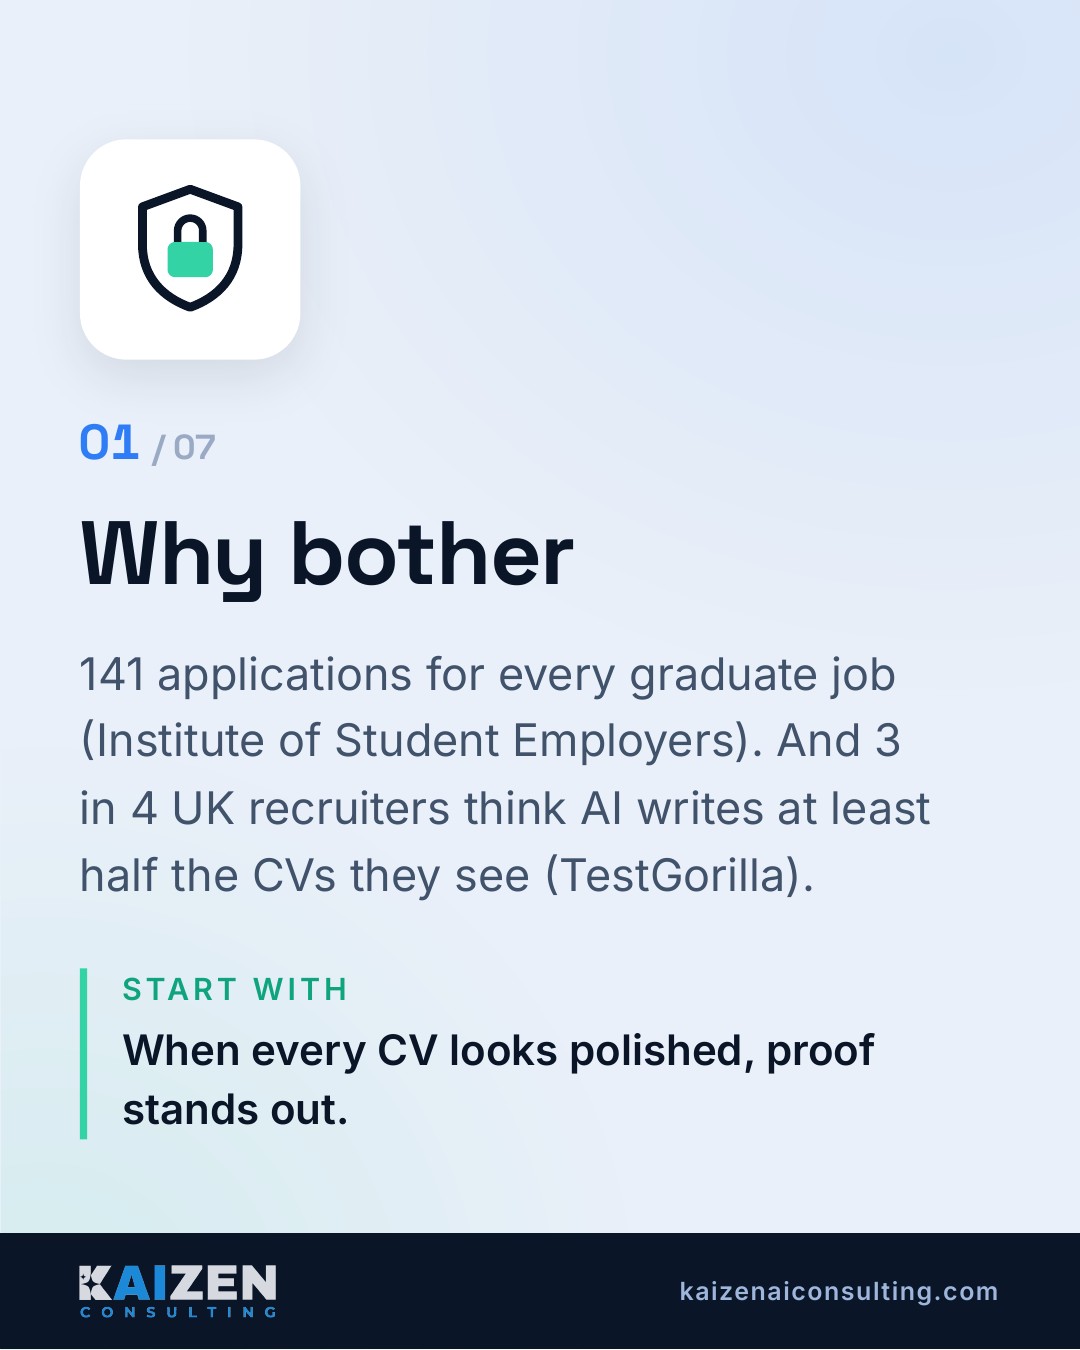 01 / 07
Why bother
141 applications for every graduate job
(Institute of Student Employers). And 3
in 4 UK recruiters think AI writes at least
half the CVs they see (TestGorilla).
START WITH
When every CV looks polished, proof
stands out.
KAIZEN
CONSULTING
kaizenaiconsulting.com